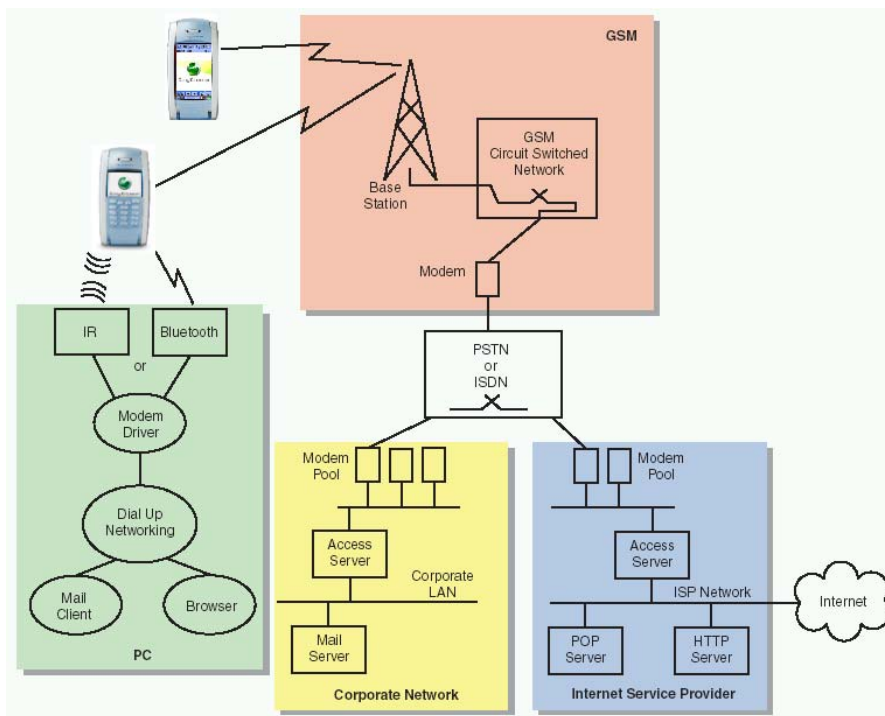 GSM
GSM
Circuit Switched
Network
Base
Station
Modem
IR
Bluetooth
or
PSTN
or
ISDN
Modem
Driver
Dial Up
Networking
Mail
Client
Browser
PC
Modem
Pool
Access
Server
Corporate
LAN
Mail
Server
Corporate Network
Modem
Pool
Access
Server
ISP Network
Internet
POP
Server
HTTP
Server
Internet Service Provider